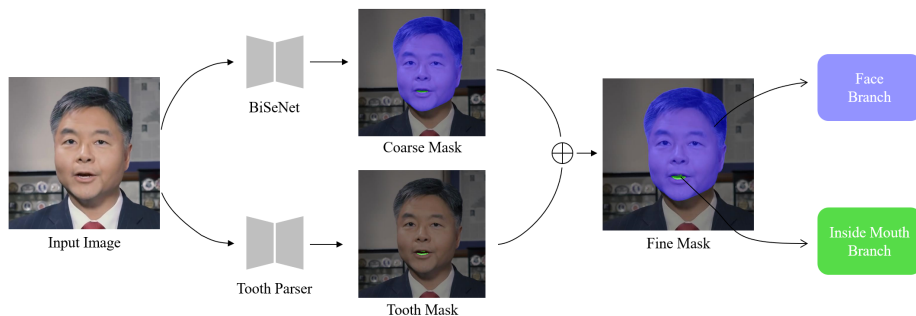 BiSeNet
Coarse Mask
Input Image
Tooth Parser
Tooth Mask
Fine Mask
Face
Branch
Inside Mouth
Branch